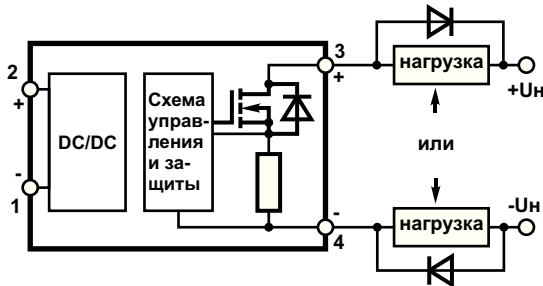 3
нагрузка
2
+
+
+Uн
DC/DC
Схема
управ-
ления
и за-
щиты
или
-
1
-
4
нагрузка
-Uн